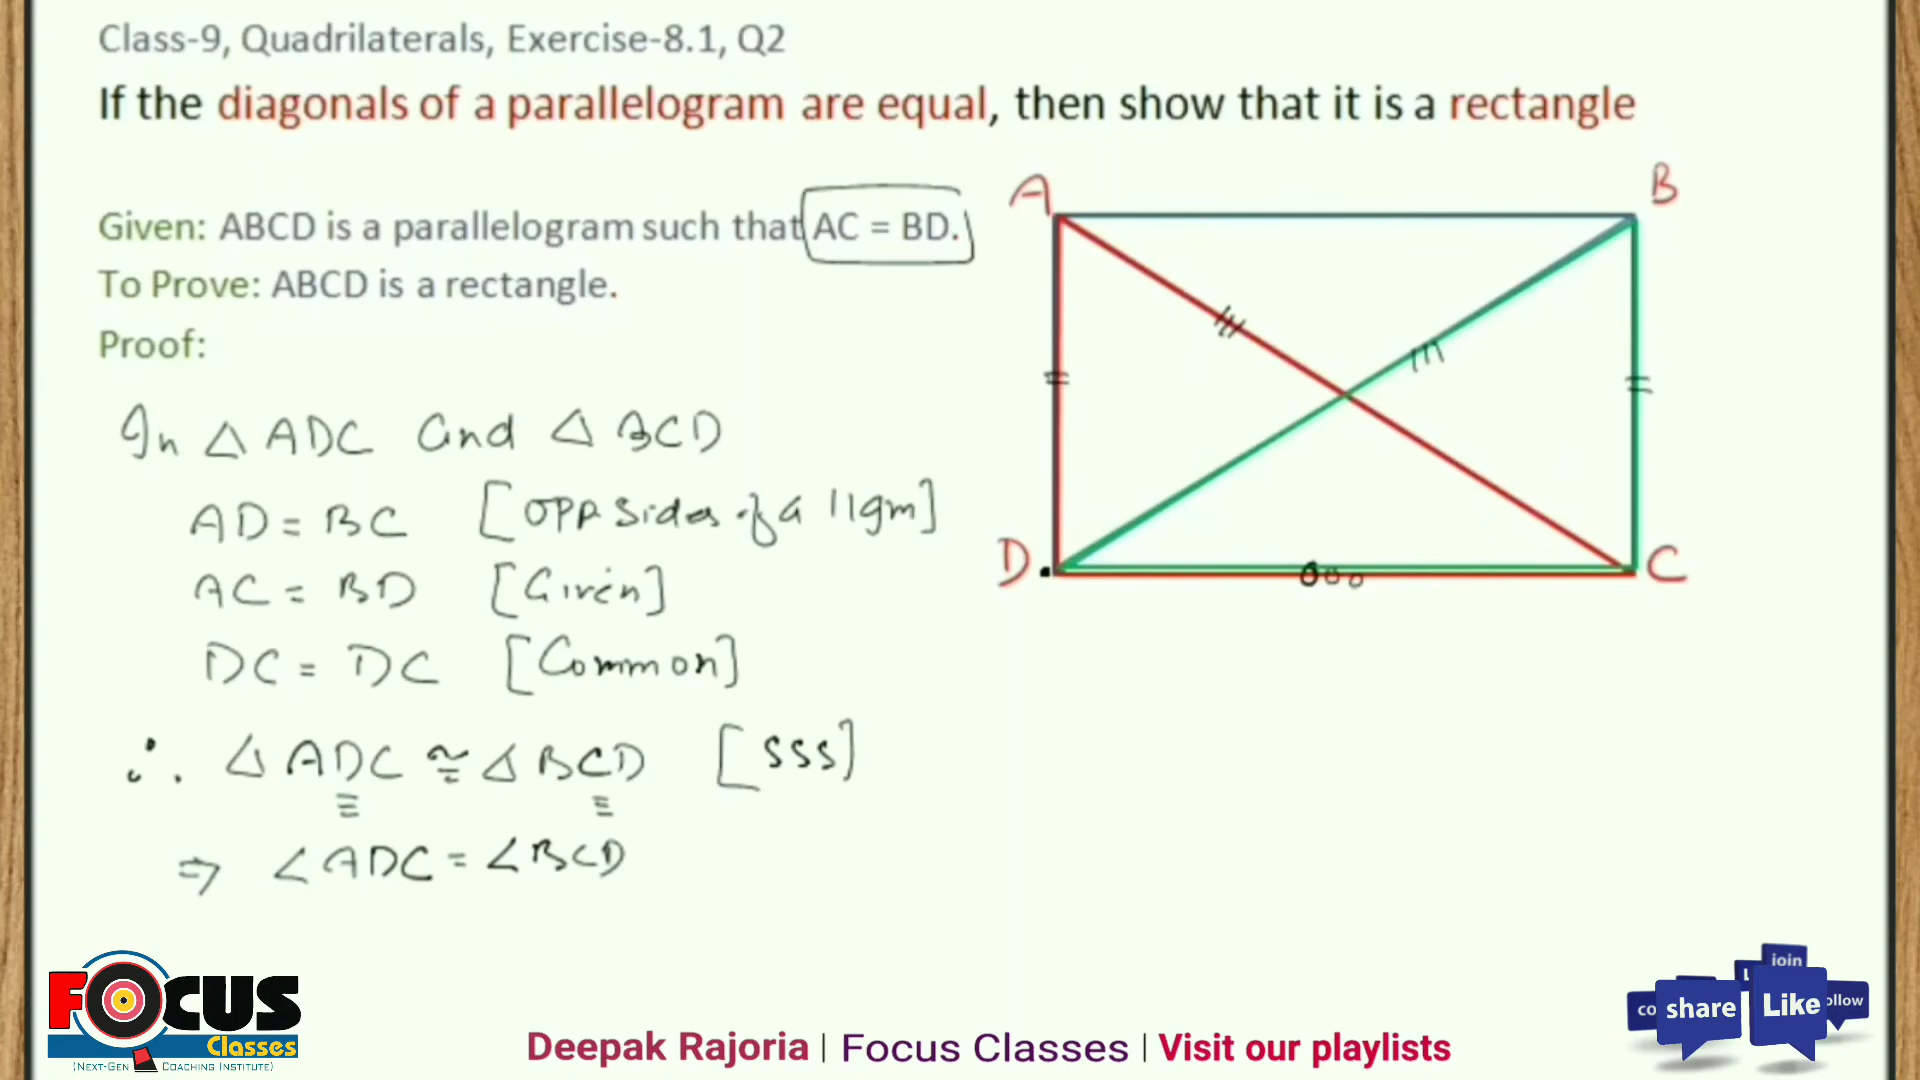 Class-9, Quadrilaterals, Exercise-8.1, Q2
If the diagonals of a parallelogram are equal, then show that it is a rectangle
Given: ABCD is a parallelogram such that AC = BD.
To Prove: ABCD is a rectangle.
Proof:
In △ ADC and △ BCD
AD = BC [opp sides of a ||gm]
AC = BD [Given]
DC = DC [Common]
∴ △ ADC ≅ △ BCD [SSS]
⇒ ∠ADC = ∠BCD
A
B
D
C
FOCUS
Classes
(NEXT-GEN COACHING INSTITUTE)
Deepak Rajoria | Focus Classes | Visit our playlists
join
L
co share Like ollow